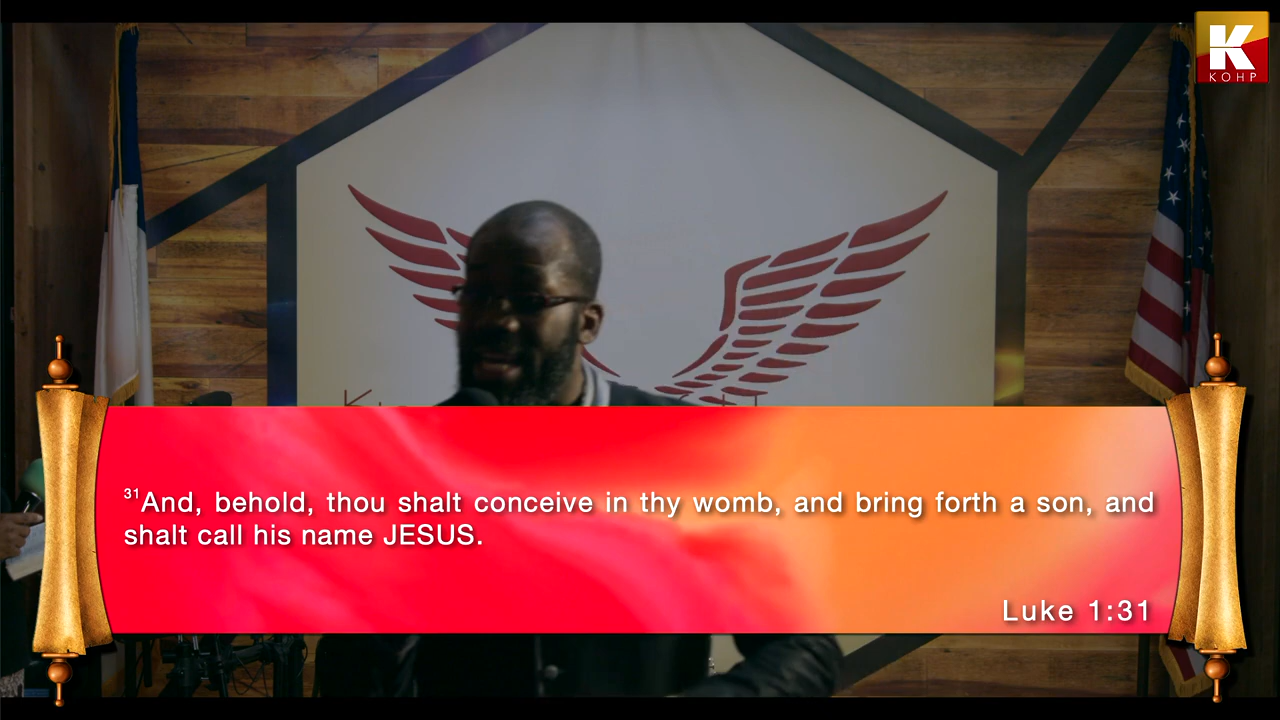 K
KOHP
³¹And, behold, thou shalt conceive in thy womb, and bring forth a son, and
shalt call his name JESUS.
Luke 1:31